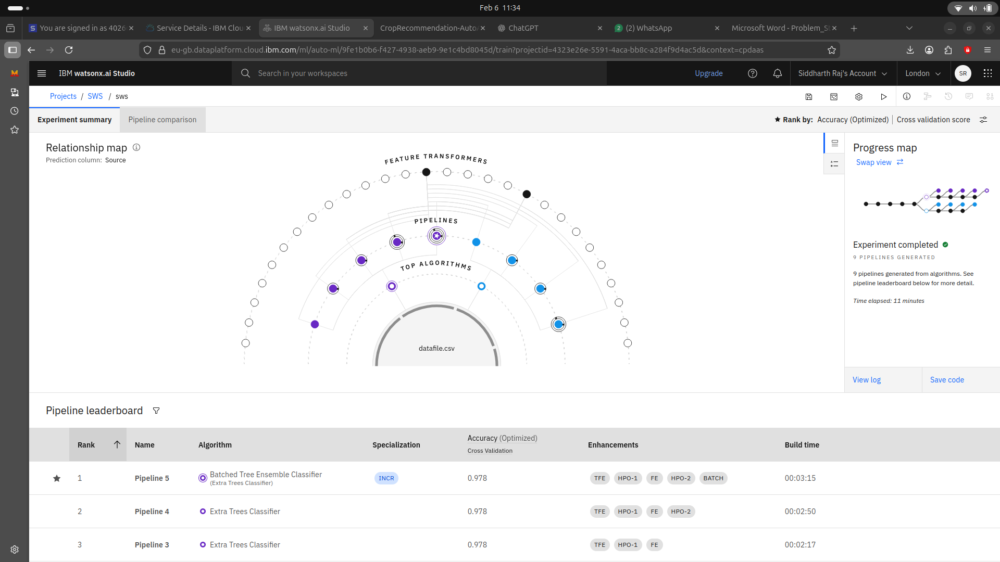 Feb 6 11:34
You are signed in as 4026
Service Details - IBM Clou
IBM watsonx.ai Studio
CropRecommendation-Auto
ChatGPT
2
(2) WhatsApp
Microsoft Word - Problem_St
eu-gb.dataplatform.cloud.ibm.com/ml/auto-ml/9fe1b0b6-f427-4938-aeb9-9e1c4bd8045d/train?projectid=4323e26e-5591-4aca-bb8c-a284f9d4ac5d&context=cpdaas
IBM watsonx.ai Studio
Search in your workspaces
Upgrade
Siddharth Raj's Account
London
SR
Projects / SWS / sws
Experiment summary
Pipeline comparison
Rank by: Accuracy (Optimized) | Cross validation score
Relationship map
Prediction column: Source
FEATURE TRANSFORMERS
PIPELINES
TOP ALGORITHMS
datafile.csv
Progress map
Swap view
Experiment completed
9 PIPELINES GENERATED
9 pipelines generated from algorithms. See
pipeline leaderboard below for more detail.
Time elapsed: 11 minutes
View log
Save code
Pipeline leaderboard
Rank Name Algorithm Specialization Accuracy (Optimized) Enhancements Build time
Cross Validation
1 Pipeline 5 Batched Tree Ensemble Classifier INCR 0.978 TFE HPO-1 FE HPO-2 BATCH 00:03:15
(Extra Trees Classifier)
2 Pipeline 4 Extra Trees Classifier 0.978 TFE HPO-1 FE HPO-2 00:02:50
3 Pipeline 3 Extra Trees Classifier 0.978 TFE HPO-1 FE 00:02:17